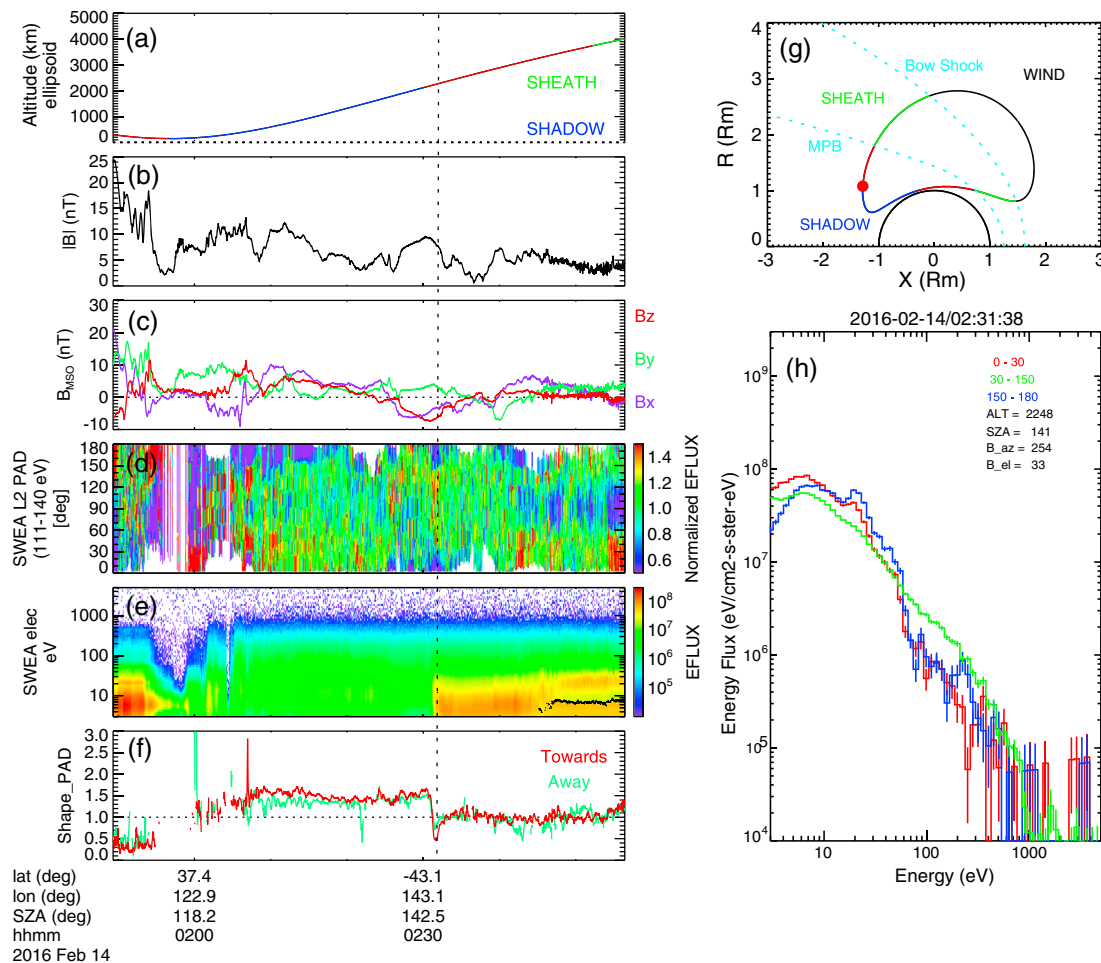 (a)
Altitude (km)
ellipsoid
5000
4000
3000
2000
1000
0
SHEATH
SHADOW
(b)
|B| (nT)
25
20
15
10
5
0
(c)
B_MSO (nT)
30
20
10
0
-10
Bz
By
Bx
(d)
SWEA L2 PAD
(111-140 eV)
[deg]
180
150
120
90
60
30
0
1.4
1.2
1.0
0.8
0.6
Normalized EFLUX
(e)
SWEA elec
eV
1000
100
10
10^8
10^7
10^6
10^5
EFLUX
(f)
Shape_PAD
3.0
2.5
2.0
1.5
1.0
0.5
0.0
Towards
Away
lat (deg) 37.4 -43.1
lon (deg) 122.9 143.1
SZA (deg) 118.2 142.5
hhmm 0200 0230
2016 Feb 14
(g)
R (Rm)
4
3
2
1
0
Bow Shock
WIND
SHEATH
MPB
SHADOW
-3 -2 -1 0 1 2 3
X (Rm)
2016-02-14/02:31:38
(h)
0 - 30
30 - 150
150 - 180
ALT = 2248
SZA = 141
B_az = 254
B_el = 33
Energy Flux (eV/cm2-s-ster-eV)
10^9
10^8
10^7
10^6
10^5
10^4
10 100 1000
Energy (eV)